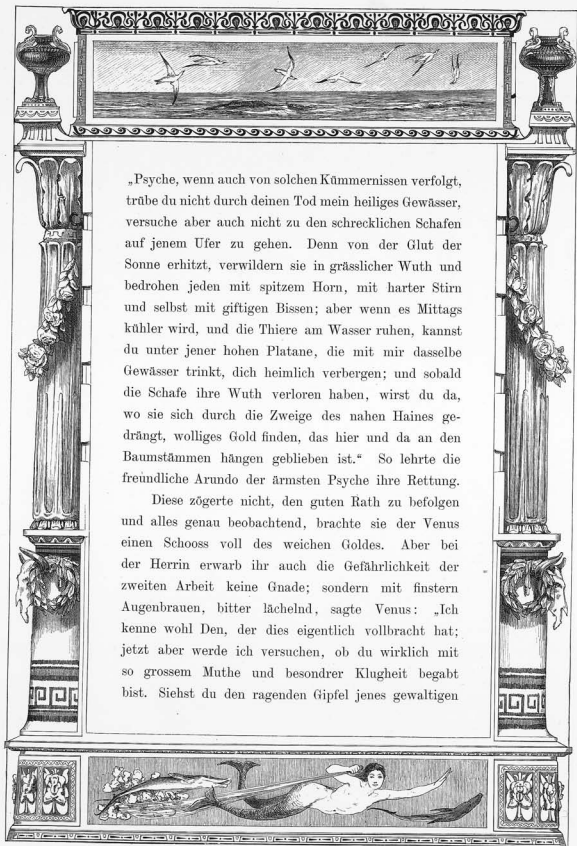 „Psyche, wenn auch von solchen Kümmernissen verfolgt,
trübe du nicht durch deinen Tod mein heiliges Gewässer,
versuche aber auch nicht zu den schrecklichen Schafen
auf jenem Ufer zu gehen. Denn von der Glut der
Sonne erhitzt, verwildern sie in grässlicher Wuth und
bedrohen jeden mit spitzem Horn, mit harter Stirn
und selbst mit giftigen Bissen; aber wenn es Mittags
kühler wird, und die Thiere am Wasser ruhen, kannst
du unter jener hohen Platane, die mit mir dasselbe
Gewässer trinkt, dich heimlich verbergen; und sobald
die Schafe ihre Wuth verloren haben, wirst du da,
wo sie sich durch die Zweige des nahen Haines ge-
drängt, wolliges Gold finden, das hier und da an den
Baumstämmen hängen geblieben ist.“ So lehrte die
freundliche Arundo der ärmsten Psyche ihre Rettung.
Diese zögerte nicht, den guten Rath zu befolgen
und alles genau beobachtend, brachte sie der Venus
einen Schooss voll des weichen Goldes. Aber bei
der Herrin erwarb ihr auch die Gefährlichkeit der
zweiten Arbeit keine Gnade; sondern mit finstern
Augenbrauen, bitter lächelnd, sagte Venus: „Ich
kenne wohl Den, der dies eigentlich vollbracht hat;
jetzt aber werde ich versuchen, ob du wirklich mit
so grossem Muthe und besondrer Klugheit begabt
bist. Siehst du den ragenden Gipfel jenes gewaltigen